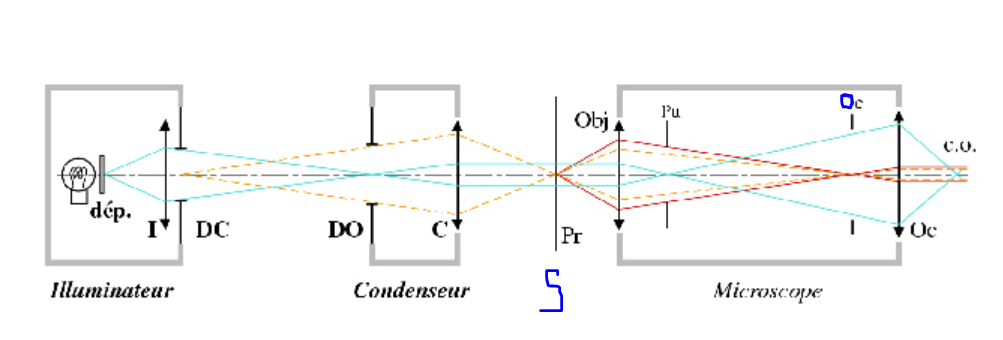 oc
Obj
Pu
c.o.
dép.
I
DC
DO
C
Pr
Oc
S
Illuminateur
Condenseur
Microscope